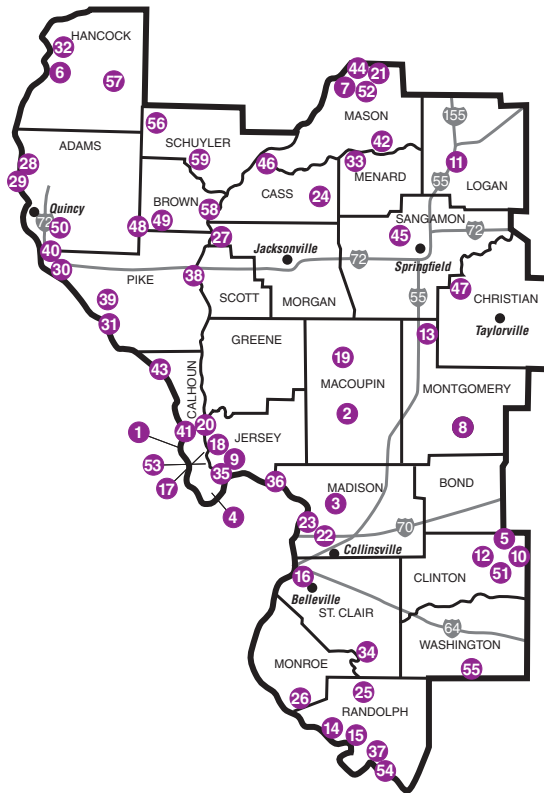 HANCOCK
32
6
57
44
21
7
52
MASON
155
56
ADAMS
SCHUYLER
42
59
46
33
11
28
MENARD
55
LOGAN
29
BROWN
CASS
24
Quincy
58
72
50
48
49
SANGAMON
45
72
27
40
Jacksonville
Springfield
30
72
PIKE
38
47
CHRISTIAN
39
SCOTT
MORGAN
55
Taylorville
31
GREENE
13
19
43
MACOUPIN
MONTGOMERY
CALHOUN
2
1
41
20
8
JERSEY
18
53
9
17
35
36
MADISON
BOND
4
3
23
70
22
5
Collinsville
12
10
16
CLINTON
51
Belleville
ST. CLAIR
64
WASHINGTON
34
MONROE
55
26
25
RANDOLPH
14
15
37
54